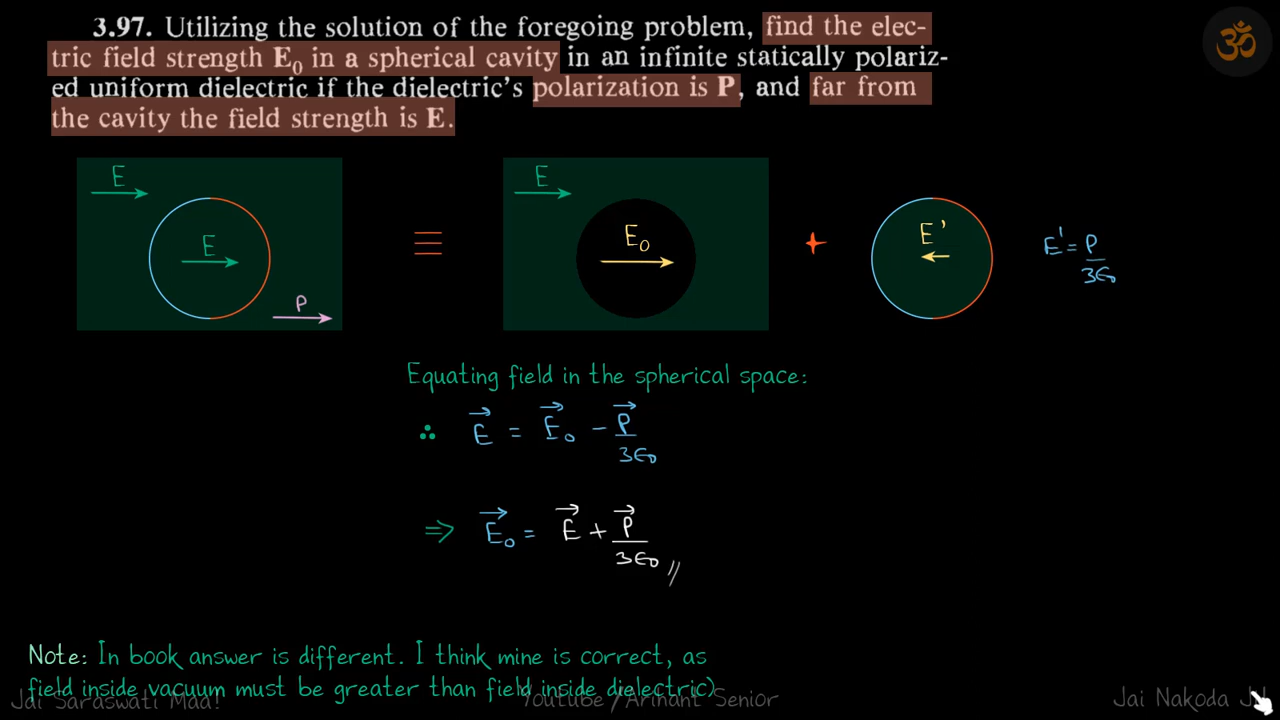 3.97. Utilizing the solution of the foregoing problem, find the elec-
tric field strength E₀ in a spherical cavity in an infinite statically polariz-
ed uniform dielectric if the dielectric's polarization is P, and far from
the cavity the field strength is E.
ॐ
E E P
≡
E E₀
+
E'
E' = P/3ϵ₀
Equating field in the spherical space:
∴ E⃗ = E⃗₀ − P⃗/3ϵ₀
⇒ E⃗₀ = E⃗ + P⃗/3ϵ₀ //
Note: In book answer is different. I think mine is correct, as
field inside vacuum must be greater than field inside dielectric)
Jai Saraswati Maa! Youtube / Arihant Senior Jai Nakoda Ji